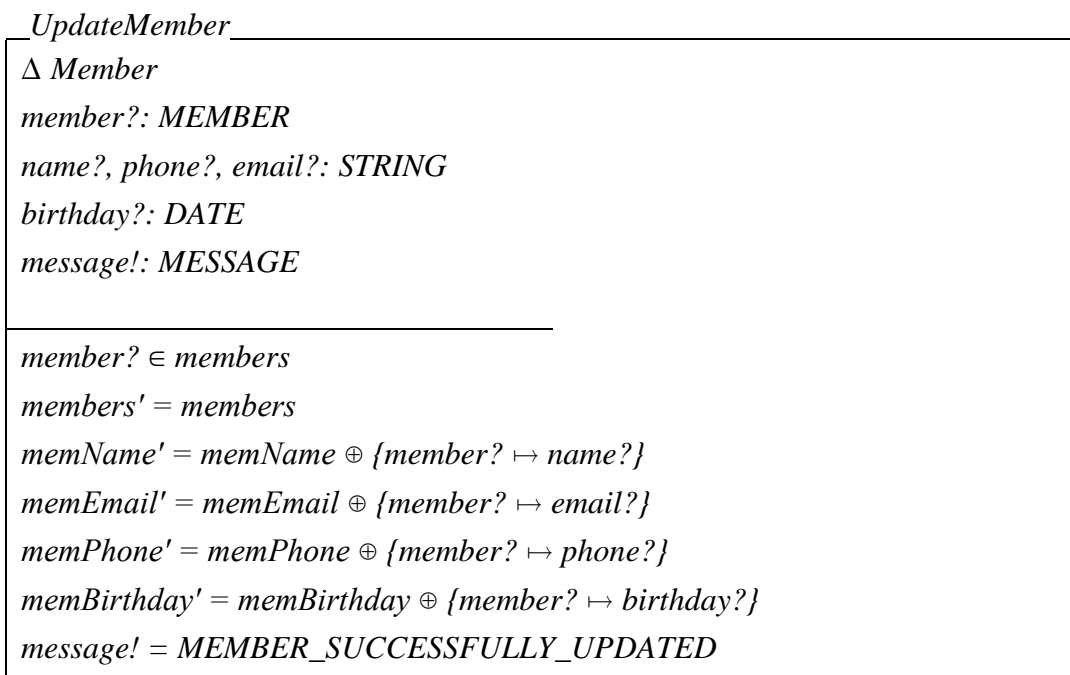 UpdateMember
Δ Member
member?: MEMBER
name?, phone?, email?: STRING
birthday?: DATE
message!: MESSAGE
member? ∈ members
members' = members
memName' = memName ⊕ {member? ↦ name?}
memEmail' = memEmail ⊕ {member? ↦ email?}
memPhone' = memPhone ⊕ {member? ↦ phone?}
memBirthday' = memBirthday ⊕ {member? ↦ birthday?}
message! = MEMBER_SUCCESSFULLY_UPDATED